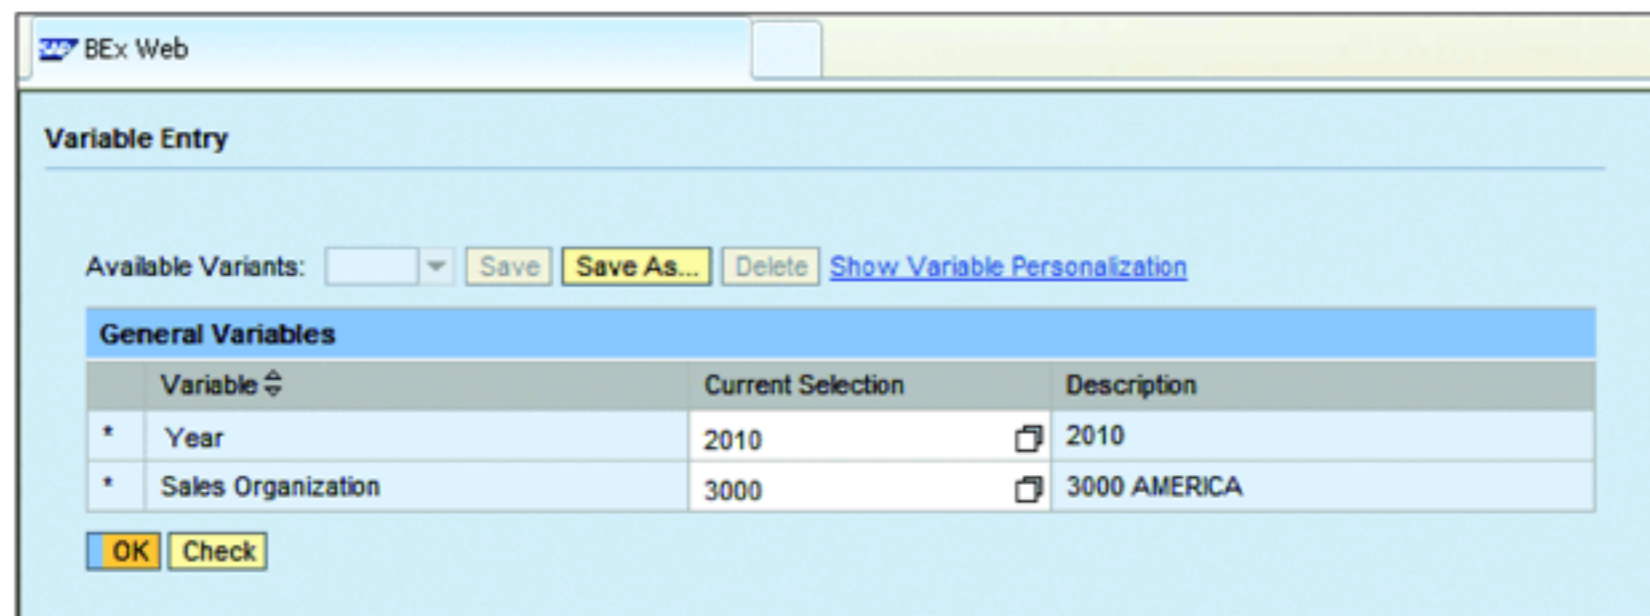 SAP BEx Web
Variable Entry
Available Variants: Save Save As... Delete Show Variable Personalization
General Variables
Variable Current Selection Description
* Year 2010 2010
* Sales Organization 3000 3000 AMERICA
OK Check